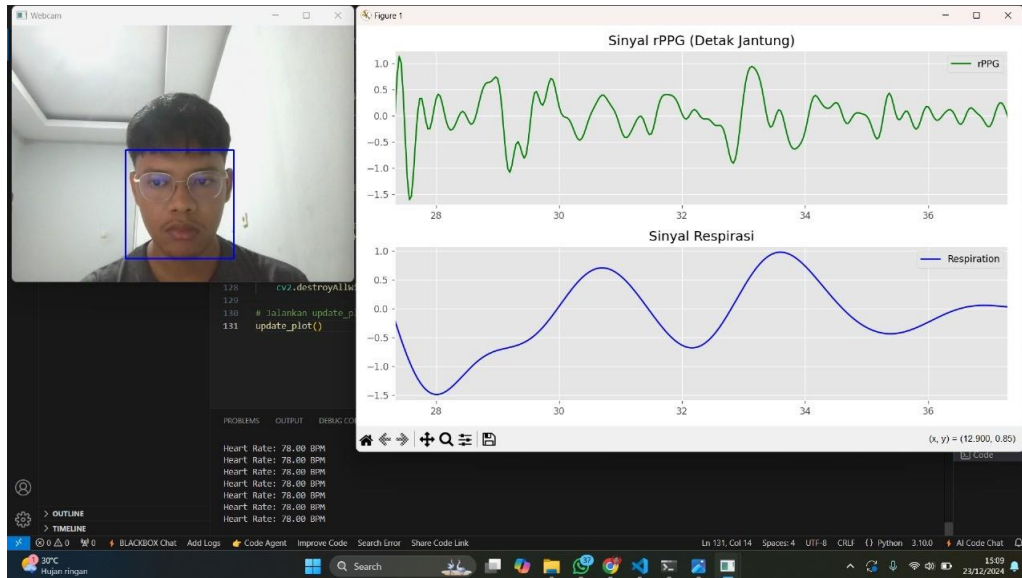 Webcam
Figure 1
Sinyal rPPG (Detak Jantung)
rPPG
1.0
0.5
0.0
−0.5
−1.0
−1.5
28 30 32 34 36
Sinyal Respirasi
Respiration
1.0
0.5
0.0
−0.5
−1.0
−1.5
28 30 32 34 36
(x, y) = (12.900, 0.85)
128 cv2.destroyAllW
129
130 # Jalankan update_p
131 update_plot()
PROBLEMS OUTPUT DEBUG CO
Code
Heart Rate: 78.00 BPM
Heart Rate: 78.00 BPM
Heart Rate: 78.00 BPM
Heart Rate: 78.00 BPM
Heart Rate: 78.00 BPM
Heart Rate: 78.00 BPM
Heart Rate: 78.00 BPM
OUTLINE
TIMELINE
0 0 0 BLACKBOX Chat Add Logs Code Agent Improve Code Search Error Share Code Link Ln 131, Col 14 Spaces: 4 UTF-8 CRLF {} Python 3.10.0 AI Code Chat
30°C
Hujan ringan
Search
15:09
23/12/2024